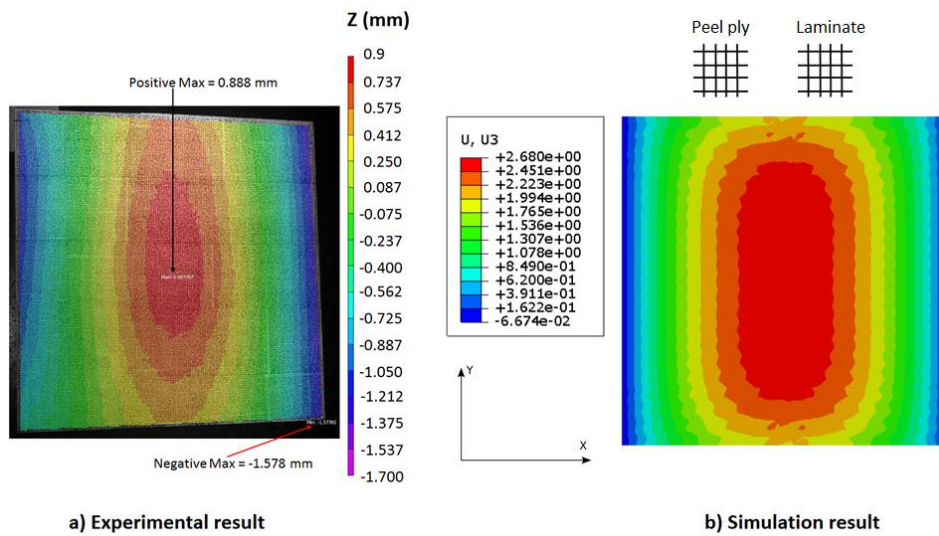 Z (mm)
Positive Max = 0.888 mm
0.9
0.737
0.575
0.412
0.250
0.087
-0.075
-0.237
-0.400
-0.562
-0.725
-0.887
-1.050
-1.212
-1.375
-1.537
-1.700
Negative Max = -1.578 mm
a) Experimental result
Peel ply
Laminate
U, U3
+2.680e+00
+2.451e+00
+2.223e+00
+1.994e+00
+1.765e+00
+1.536e+00
+1.307e+00
+1.078e+00
+8.490e-01
+6.200e-01
+3.911e-01
+1.622e-01
-6.674e-02
Y
X
b) Simulation result